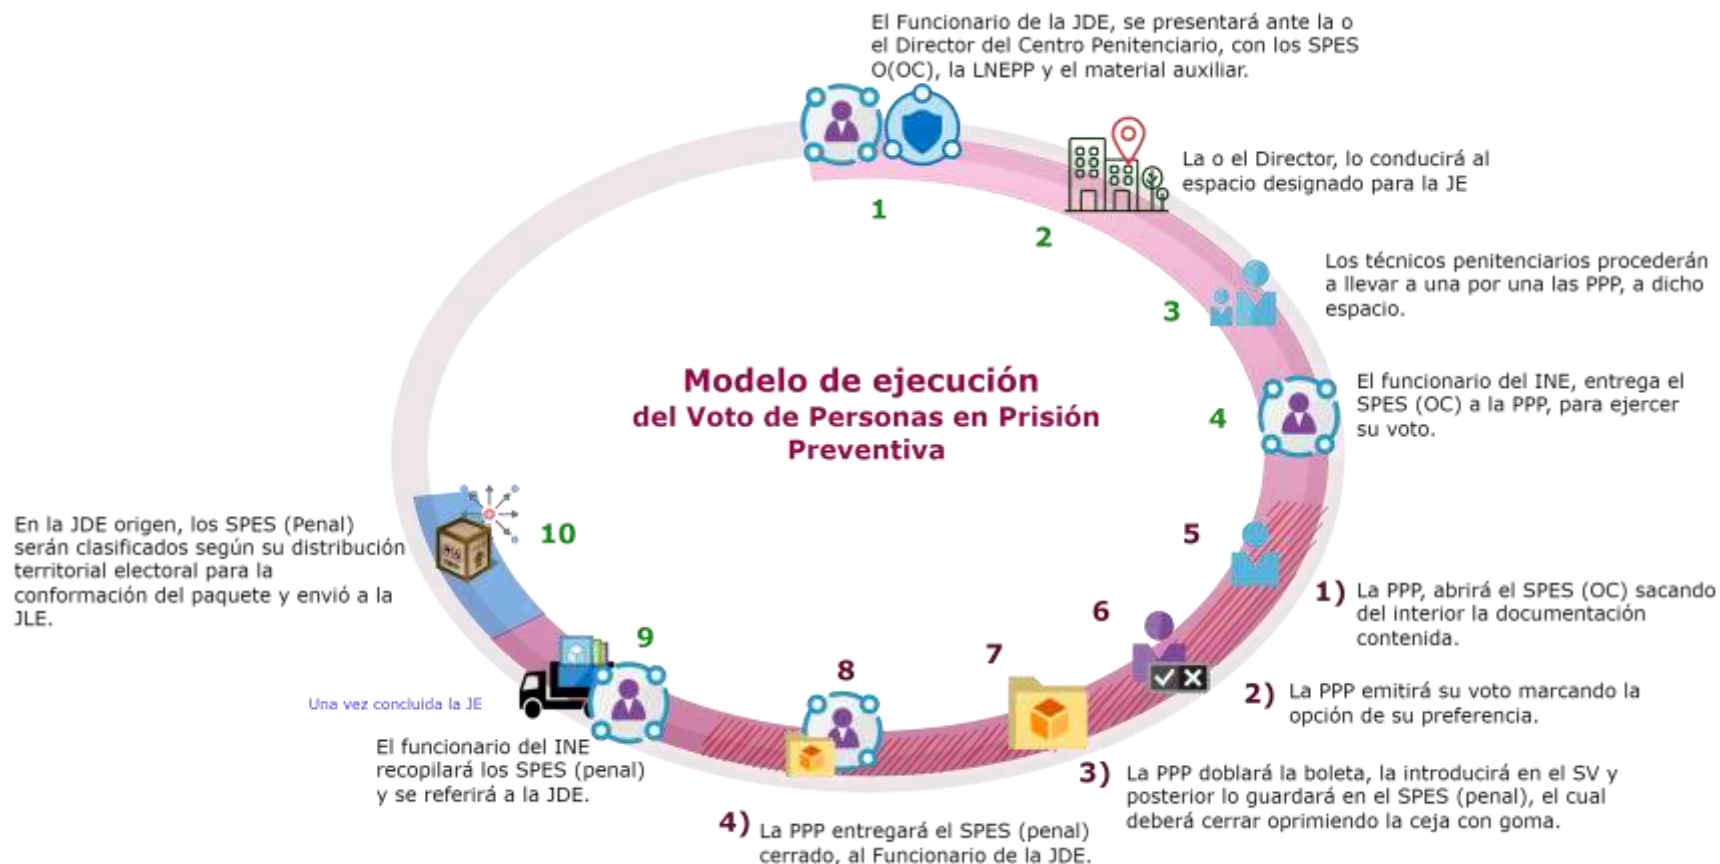 El Funcionario de la JDE, se presentará ante la o
el Director del Centro Penitenciario, con los SPES
O(OC), la LNEPP y el material auxiliar.
1
La o el Director, lo conducirá al
espacio designado para la JE
2
Los técnicos penitenciarios procederán
a llevar a una por una las PPP, a dicho
espacio.
3
Modelo de ejecución
del Voto de Personas en Prisión
Preventiva
El funcionario del INE, entrega el
SPES (OC) a la PPP, para ejercer
su voto.
4
5
1) La PPP, abrirá el SPES (OC) sacando
del interior la documentación
contenida.
6
2) La PPP emitirá su voto marcando la
opción de su preferencia.
7
3) La PPP doblará la boleta, la introducirá en el SV y
posterior lo guardará en el SPES (penal), el cual
deberá cerrar oprimiendo la ceja con goma.
8
4) La PPP entregará el SPES (penal)
cerrado, al Funcionario de la JDE.
9
Una vez concluida la JE
El funcionario del INE
recopilará los SPES (penal)
y se referirá a la JDE.
10
En la JDE origen, los SPES (Penal)
serán clasificados según su distribución
territorial electoral para la
conformación del paquete y envió a la
JLE.